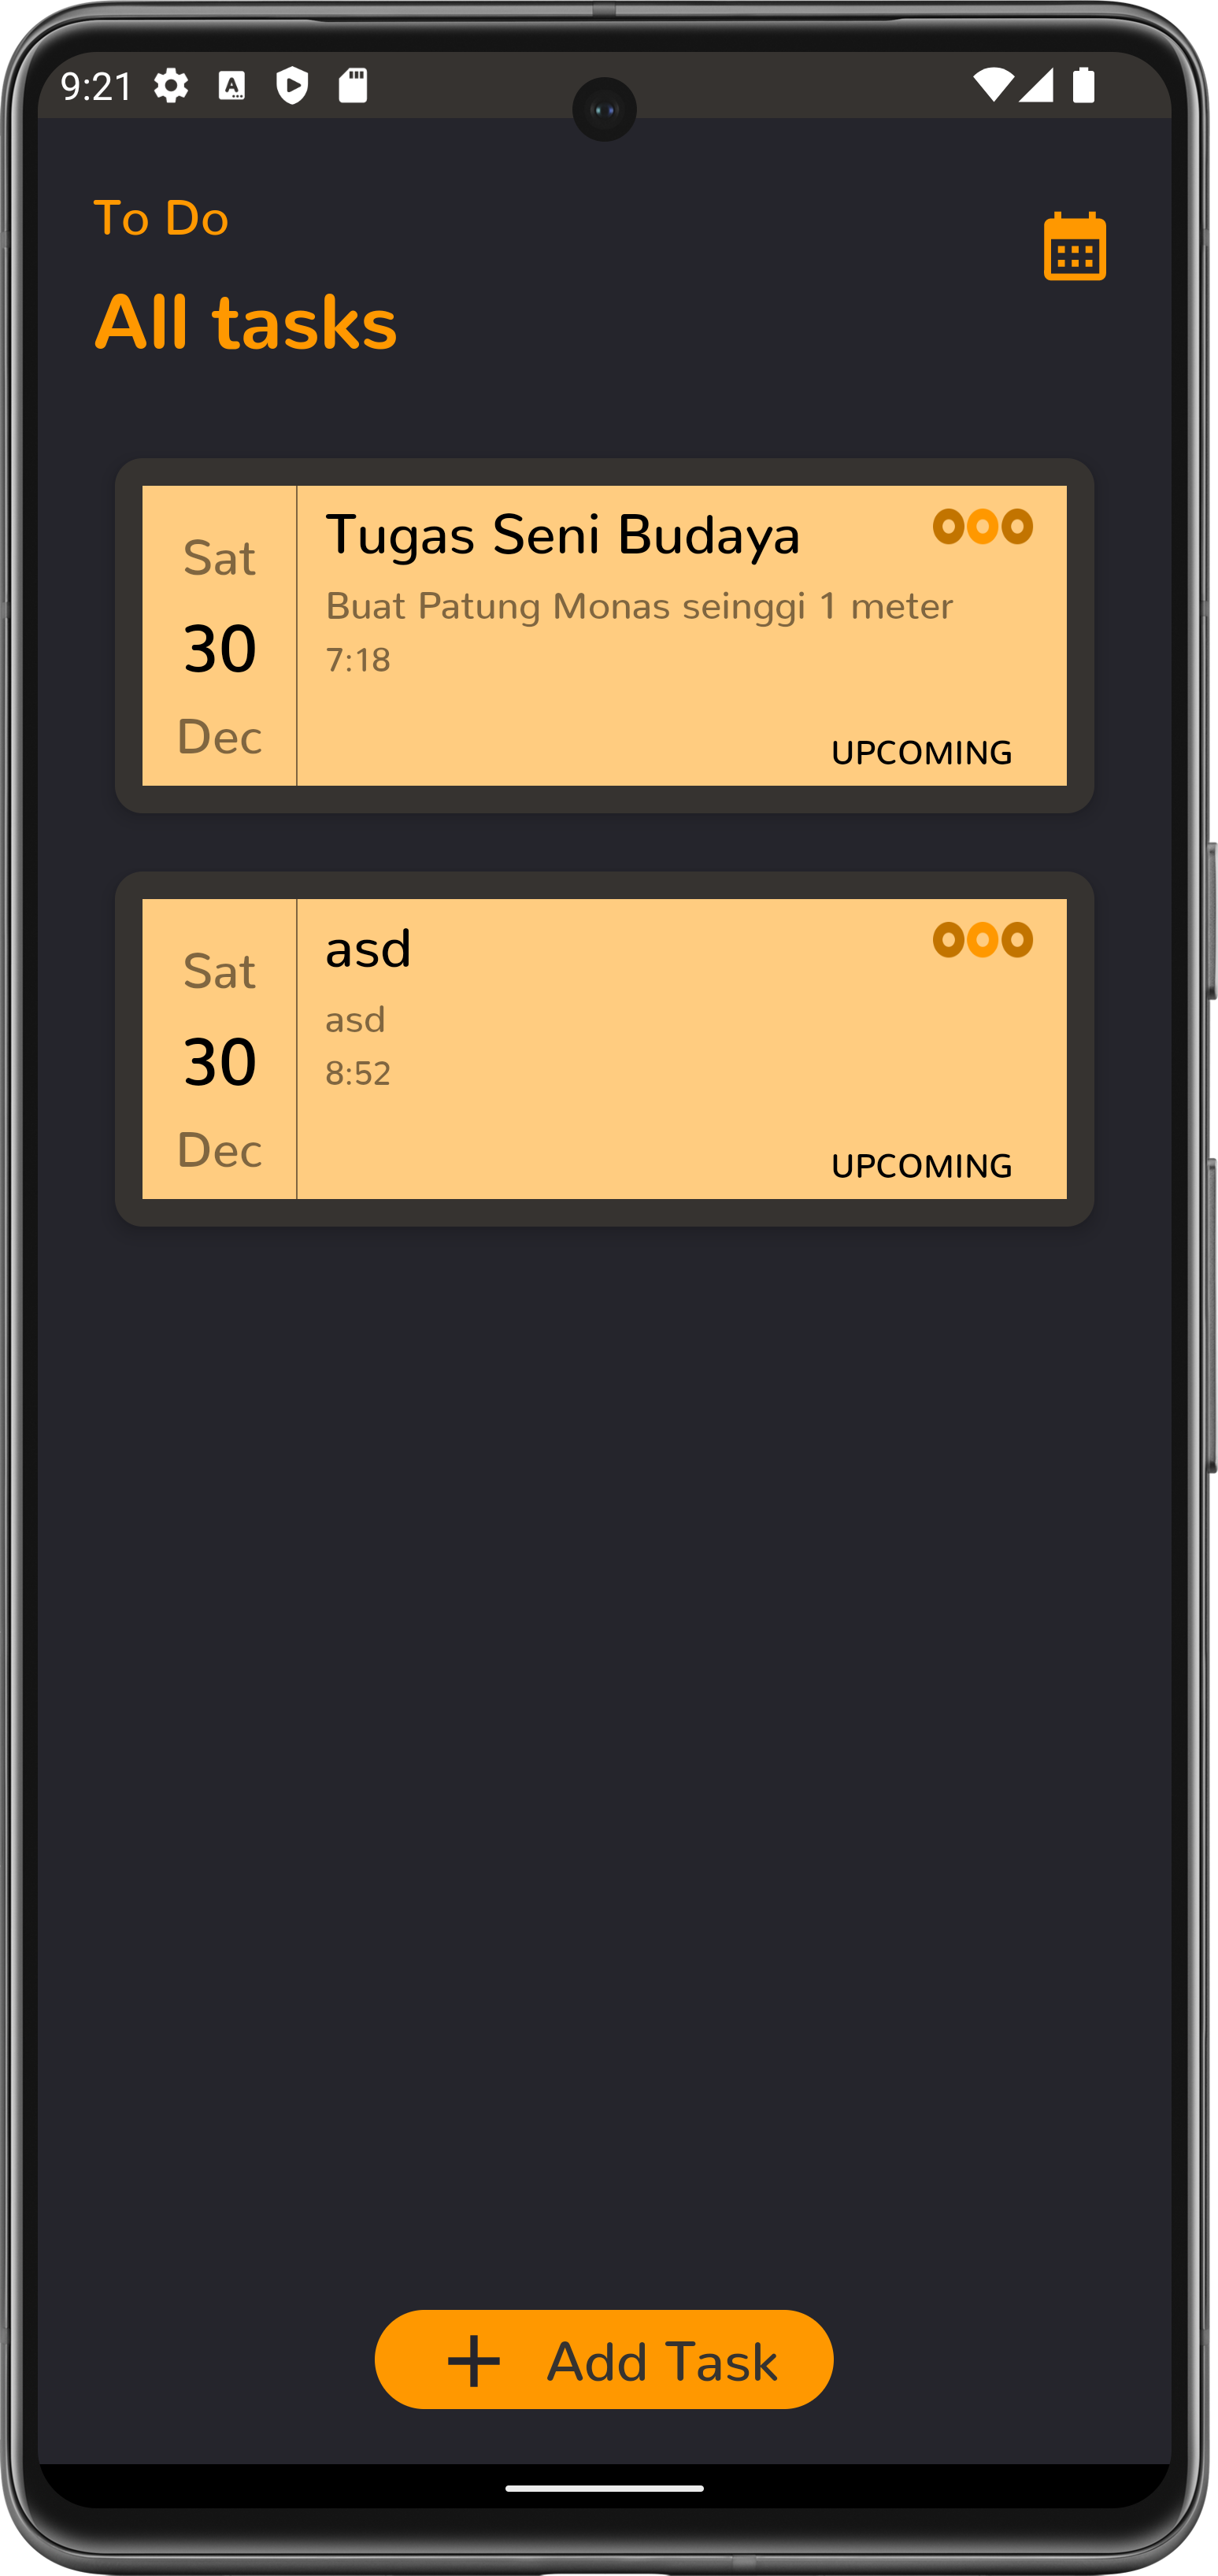 9:21
To Do
All tasks
Sat
30
Dec
Tugas Seni Budaya
Buat Patung Monas seinggi 1 meter
7:18
UPCOMING
Sat
30
Dec
asd
asd
8:52
UPCOMING
+ Add Task